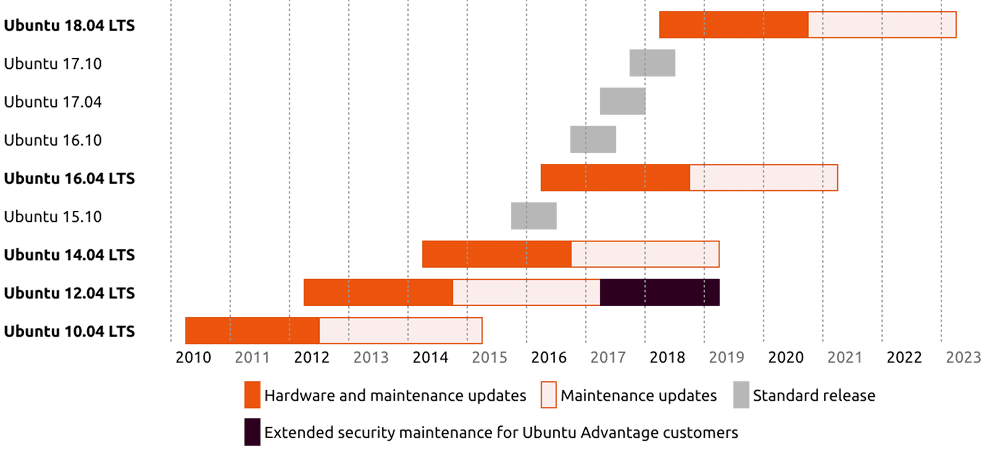 Ubuntu 18.04 LTS
Ubuntu 17.10
Ubuntu 17.04
Ubuntu 16.10
Ubuntu 16.04 LTS
Ubuntu 15.10
Ubuntu 14.04 LTS
Ubuntu 12.04 LTS
Ubuntu 10.04 LTS
2010 2011 2012 2013 2014 2015 2016 2017 2018 2019 2020 2021 2022 2023
Hardware and maintenance updates Maintenance updates Standard release
Extended security maintenance for Ubuntu Advantage customers